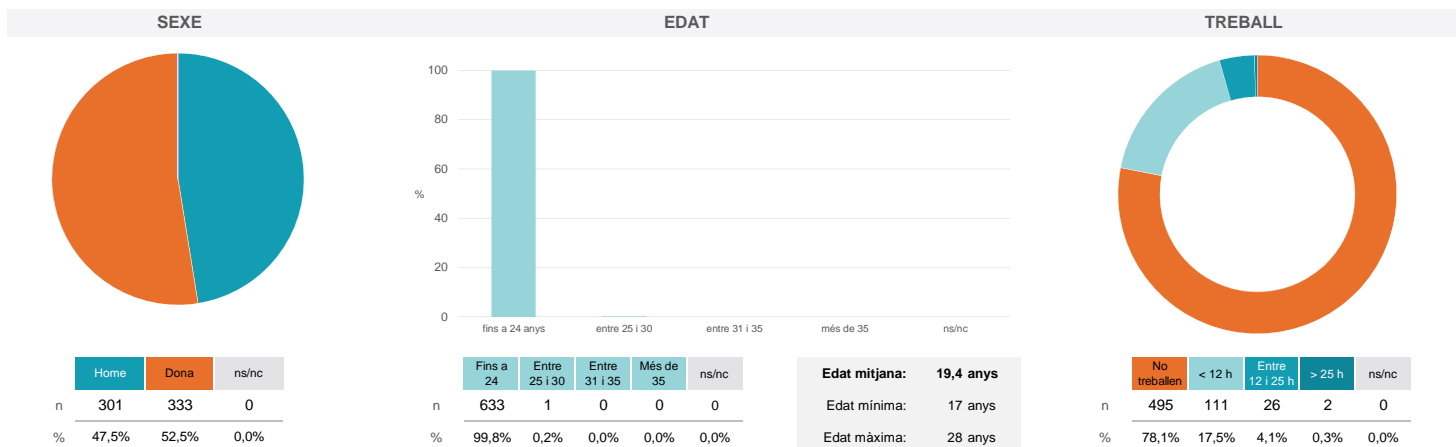 SEXE EDAT TREBALL
100
80
60
%
40
20
0
fins a 24 anys entre 25 i 30 entre 31 i 35 més de 35 ns/nc
Home Dona ns/nc
n 301 333 0
% 47,5% 52,5% 0,0%
Fins a 24 Entre 25 i 30 Entre 31 i 35 Més de 35 ns/nc
n 633 1 0 0 0
% 99,8% 0,2% 0,0% 0,0% 0,0%
Edat mitjana: 19,4 anys
Edat mínima: 17 anys
Edat màxima: 28 anys
No treballen < 12 h Entre 12 i 25 h > 25 h ns/nc
n 495 111 26 2 0
% 78,1% 17,5% 4,1% 0,3% 0,0%